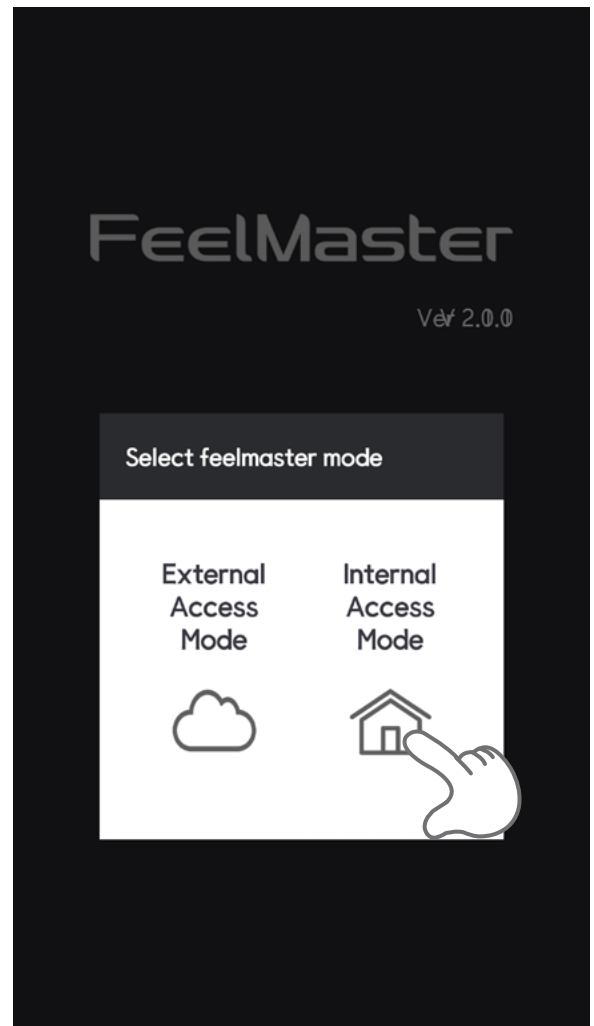 FeelMaster
Ver 2.0.0
Select feelmaster mode
External
Access
Mode
Internal
Access
Mode